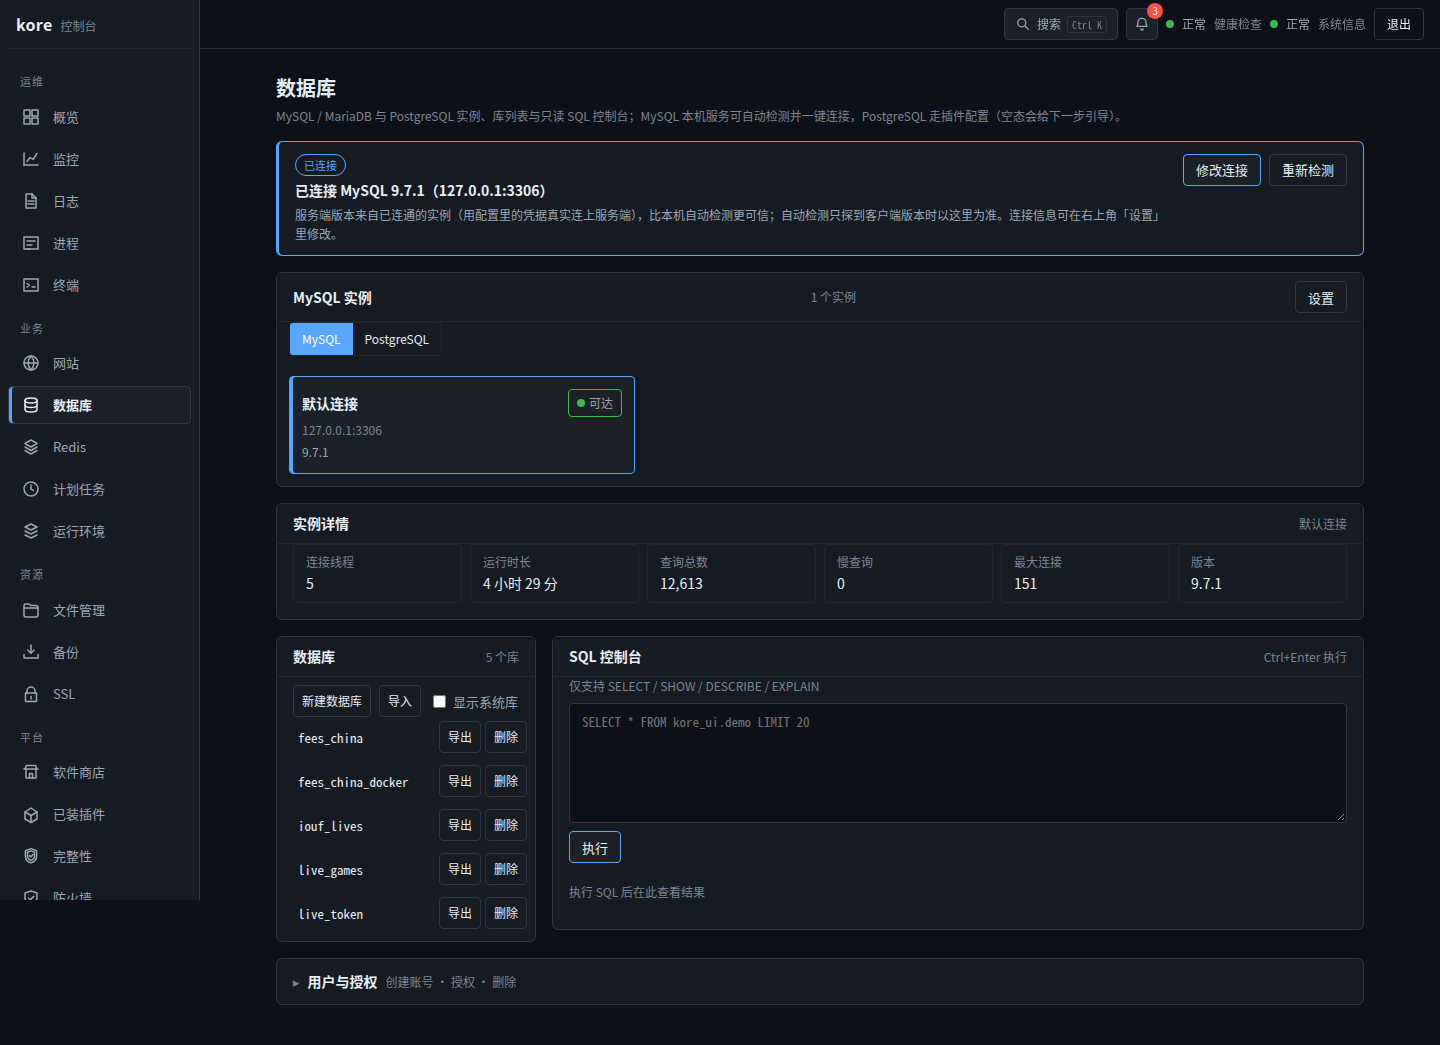 kore 控制台
搜索 Ctrl K
3
正常 健康检查
正常 系统信息
退出
运维
概览
监控
日志
进程
终端
业务
网站
数据库
Redis
计划任务
运行环境
资源
文件管理
备份
SSL
平台
软件商店
已装插件
完整性
防火墙
数据库
MySQL / MariaDB 与 PostgreSQL 实例、库列表与只读 SQL 控制台；MySQL 本机服务可自动检测并一键连接，PostgreSQL 走插件配置（空态会给下一步引导）。
已连接
已连接 MySQL 9.7.1（127.0.0.1:3306）
服务端版本来自已连通的实例（用配置里的凭据真实连上服务端），比本机自动检测更可信；自动检测只探到客户端版本时以这里为准。连接信息可在右上角「设置」
里修改。
修改连接
重新检测
MySQL 实例
1 个实例
设置
MySQL
PostgreSQL
默认连接
可达
127.0.0.1:3306
9.7.1
实例详情
默认连接
连接线程
5
运行时长
4 小时 29 分
查询总数
12,613
慢查询
0
最大连接
151
版本
9.7.1
数据库
5 个库
新建数据库
导入
显示系统库
fees_china 导出 删除
fees_china_docker 导出 删除
iouf_lives 导出 删除
live_games 导出 删除
live_token 导出 删除
SQL 控制台
Ctrl+Enter 执行
仅支持 SELECT / SHOW / DESCRIBE / EXPLAIN
SELECT * FROM kore_ui.demo LIMIT 20
执行
执行 SQL 后在此查看结果
▸ 用户与授权 创建账号 · 授权 · 删除